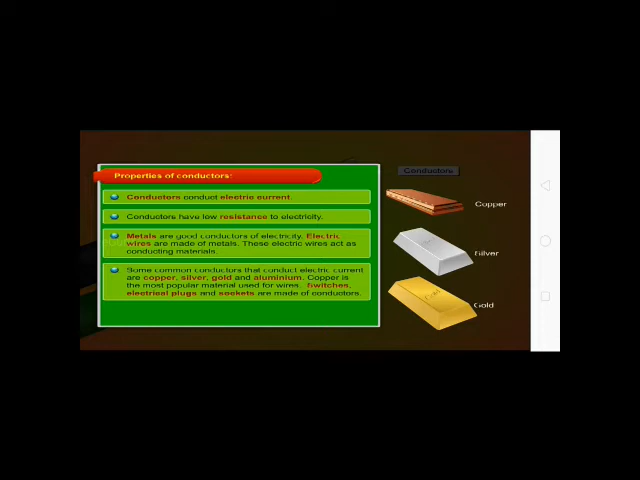 Properties of conductors:
Conductors
Conductors conduct electric current.
Conductors have low resistance to electricity.
Metals are good conductors of electricity. Electric
wires are made of metals. These electric wires act as
conducting materials.
Some common conductors that conduct electric current
are copper, silver, gold and aluminium. Copper is
the most popular material used for wires. Switches,
electrical plugs and sockets are made of conductors.
Copper
Silver
Gold